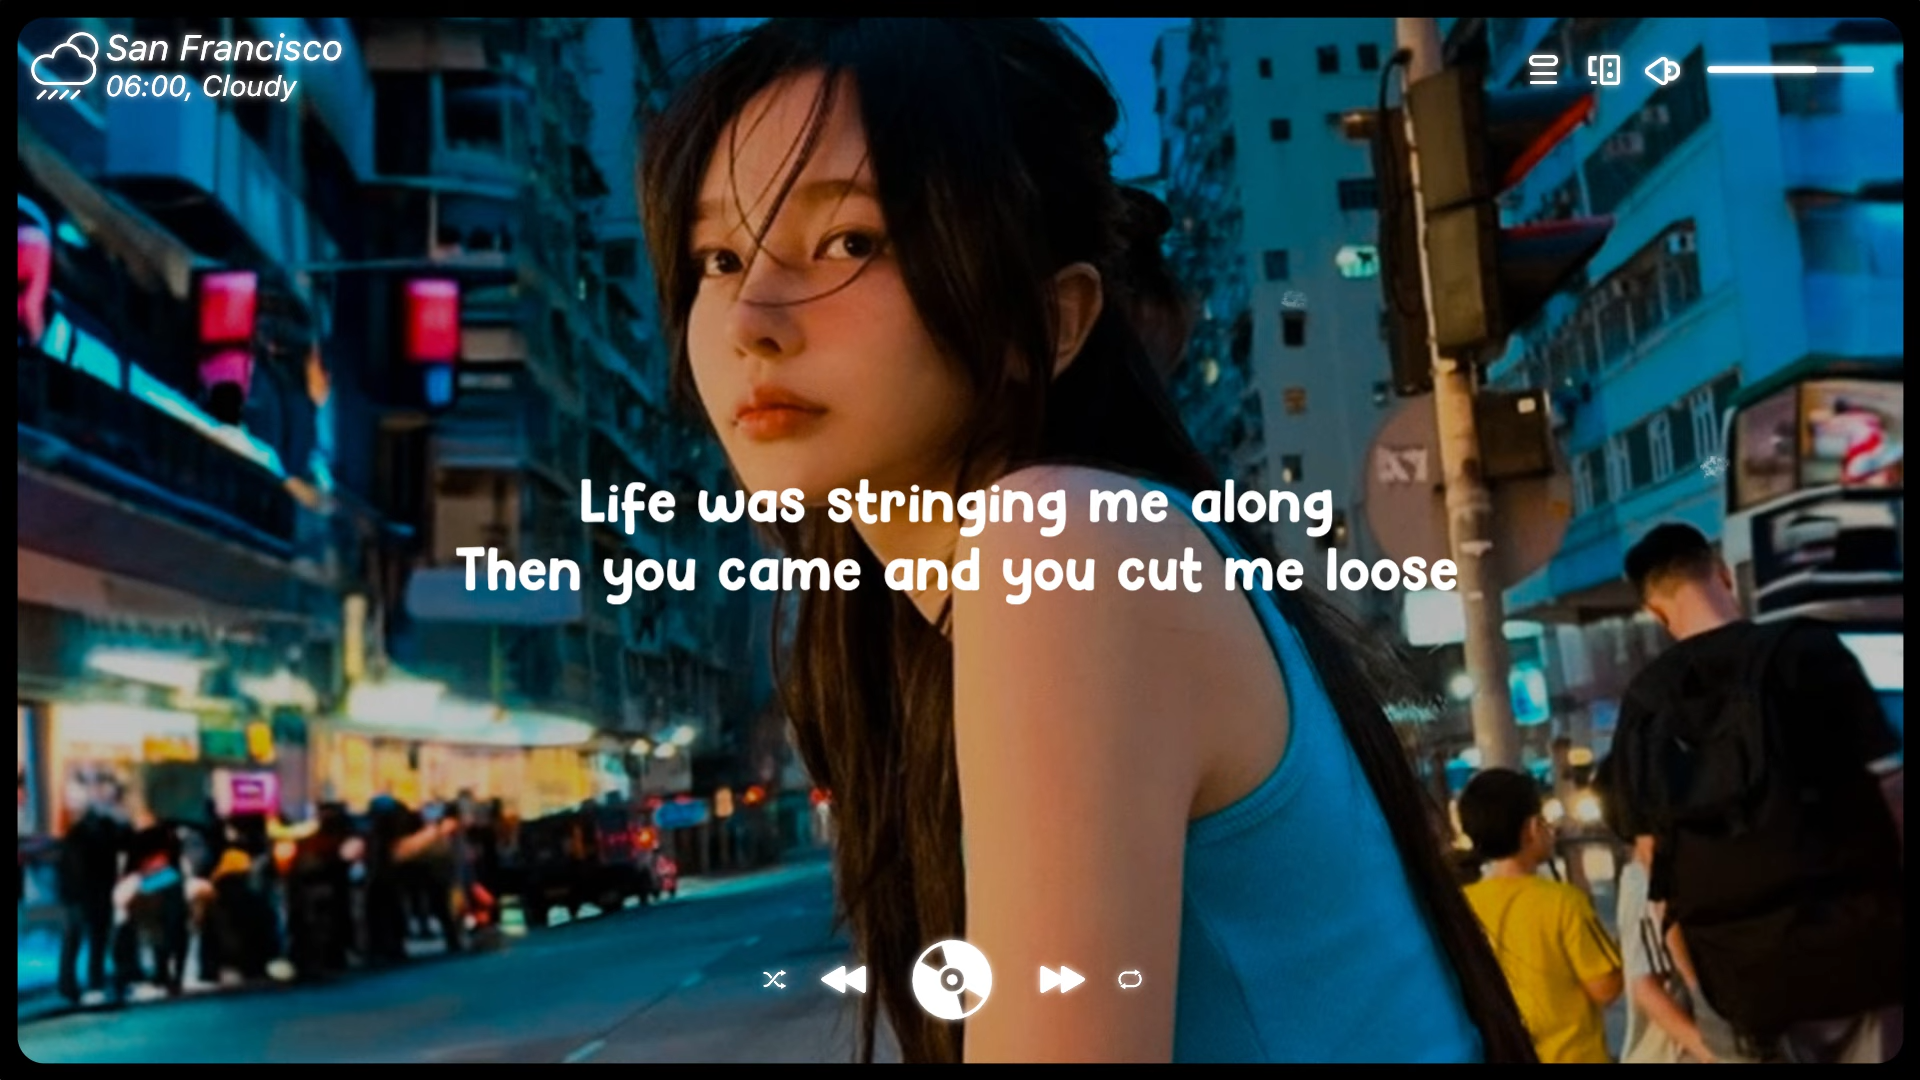 San Francisco
06:00, Cloudy
Life was stringing me along
Then you came and you cut me loose